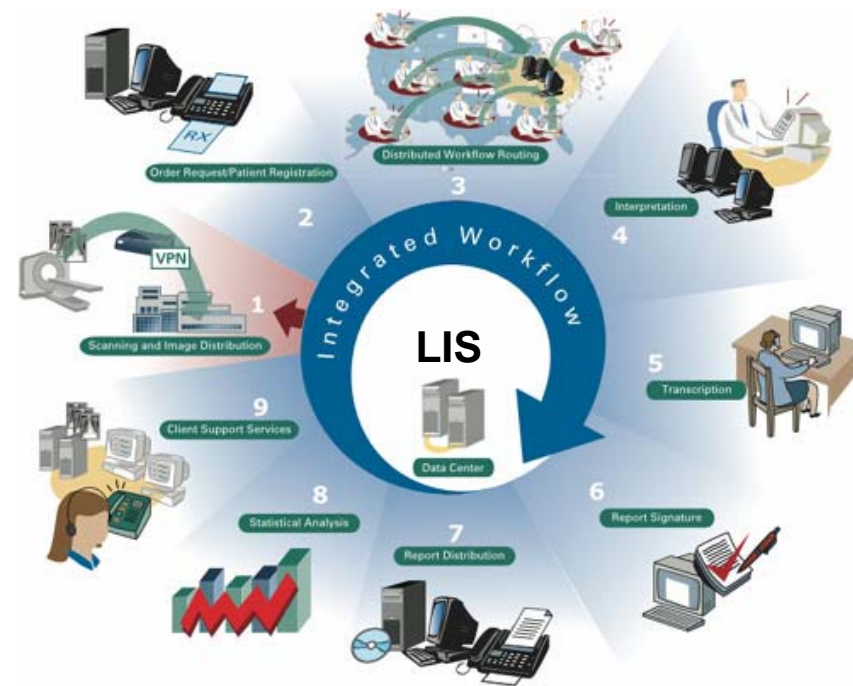 RX
Order Request/Patient Registration
2
Distributed Workflow Routing
3
Interpretation
4
VPN
1
Scanning and Image Distribution
Integrated Workflow
LIS
Data Center
5
Transcription
9
Client Support Services
8
Statistical Analysis
7
Report Distribution
6
Report Signature